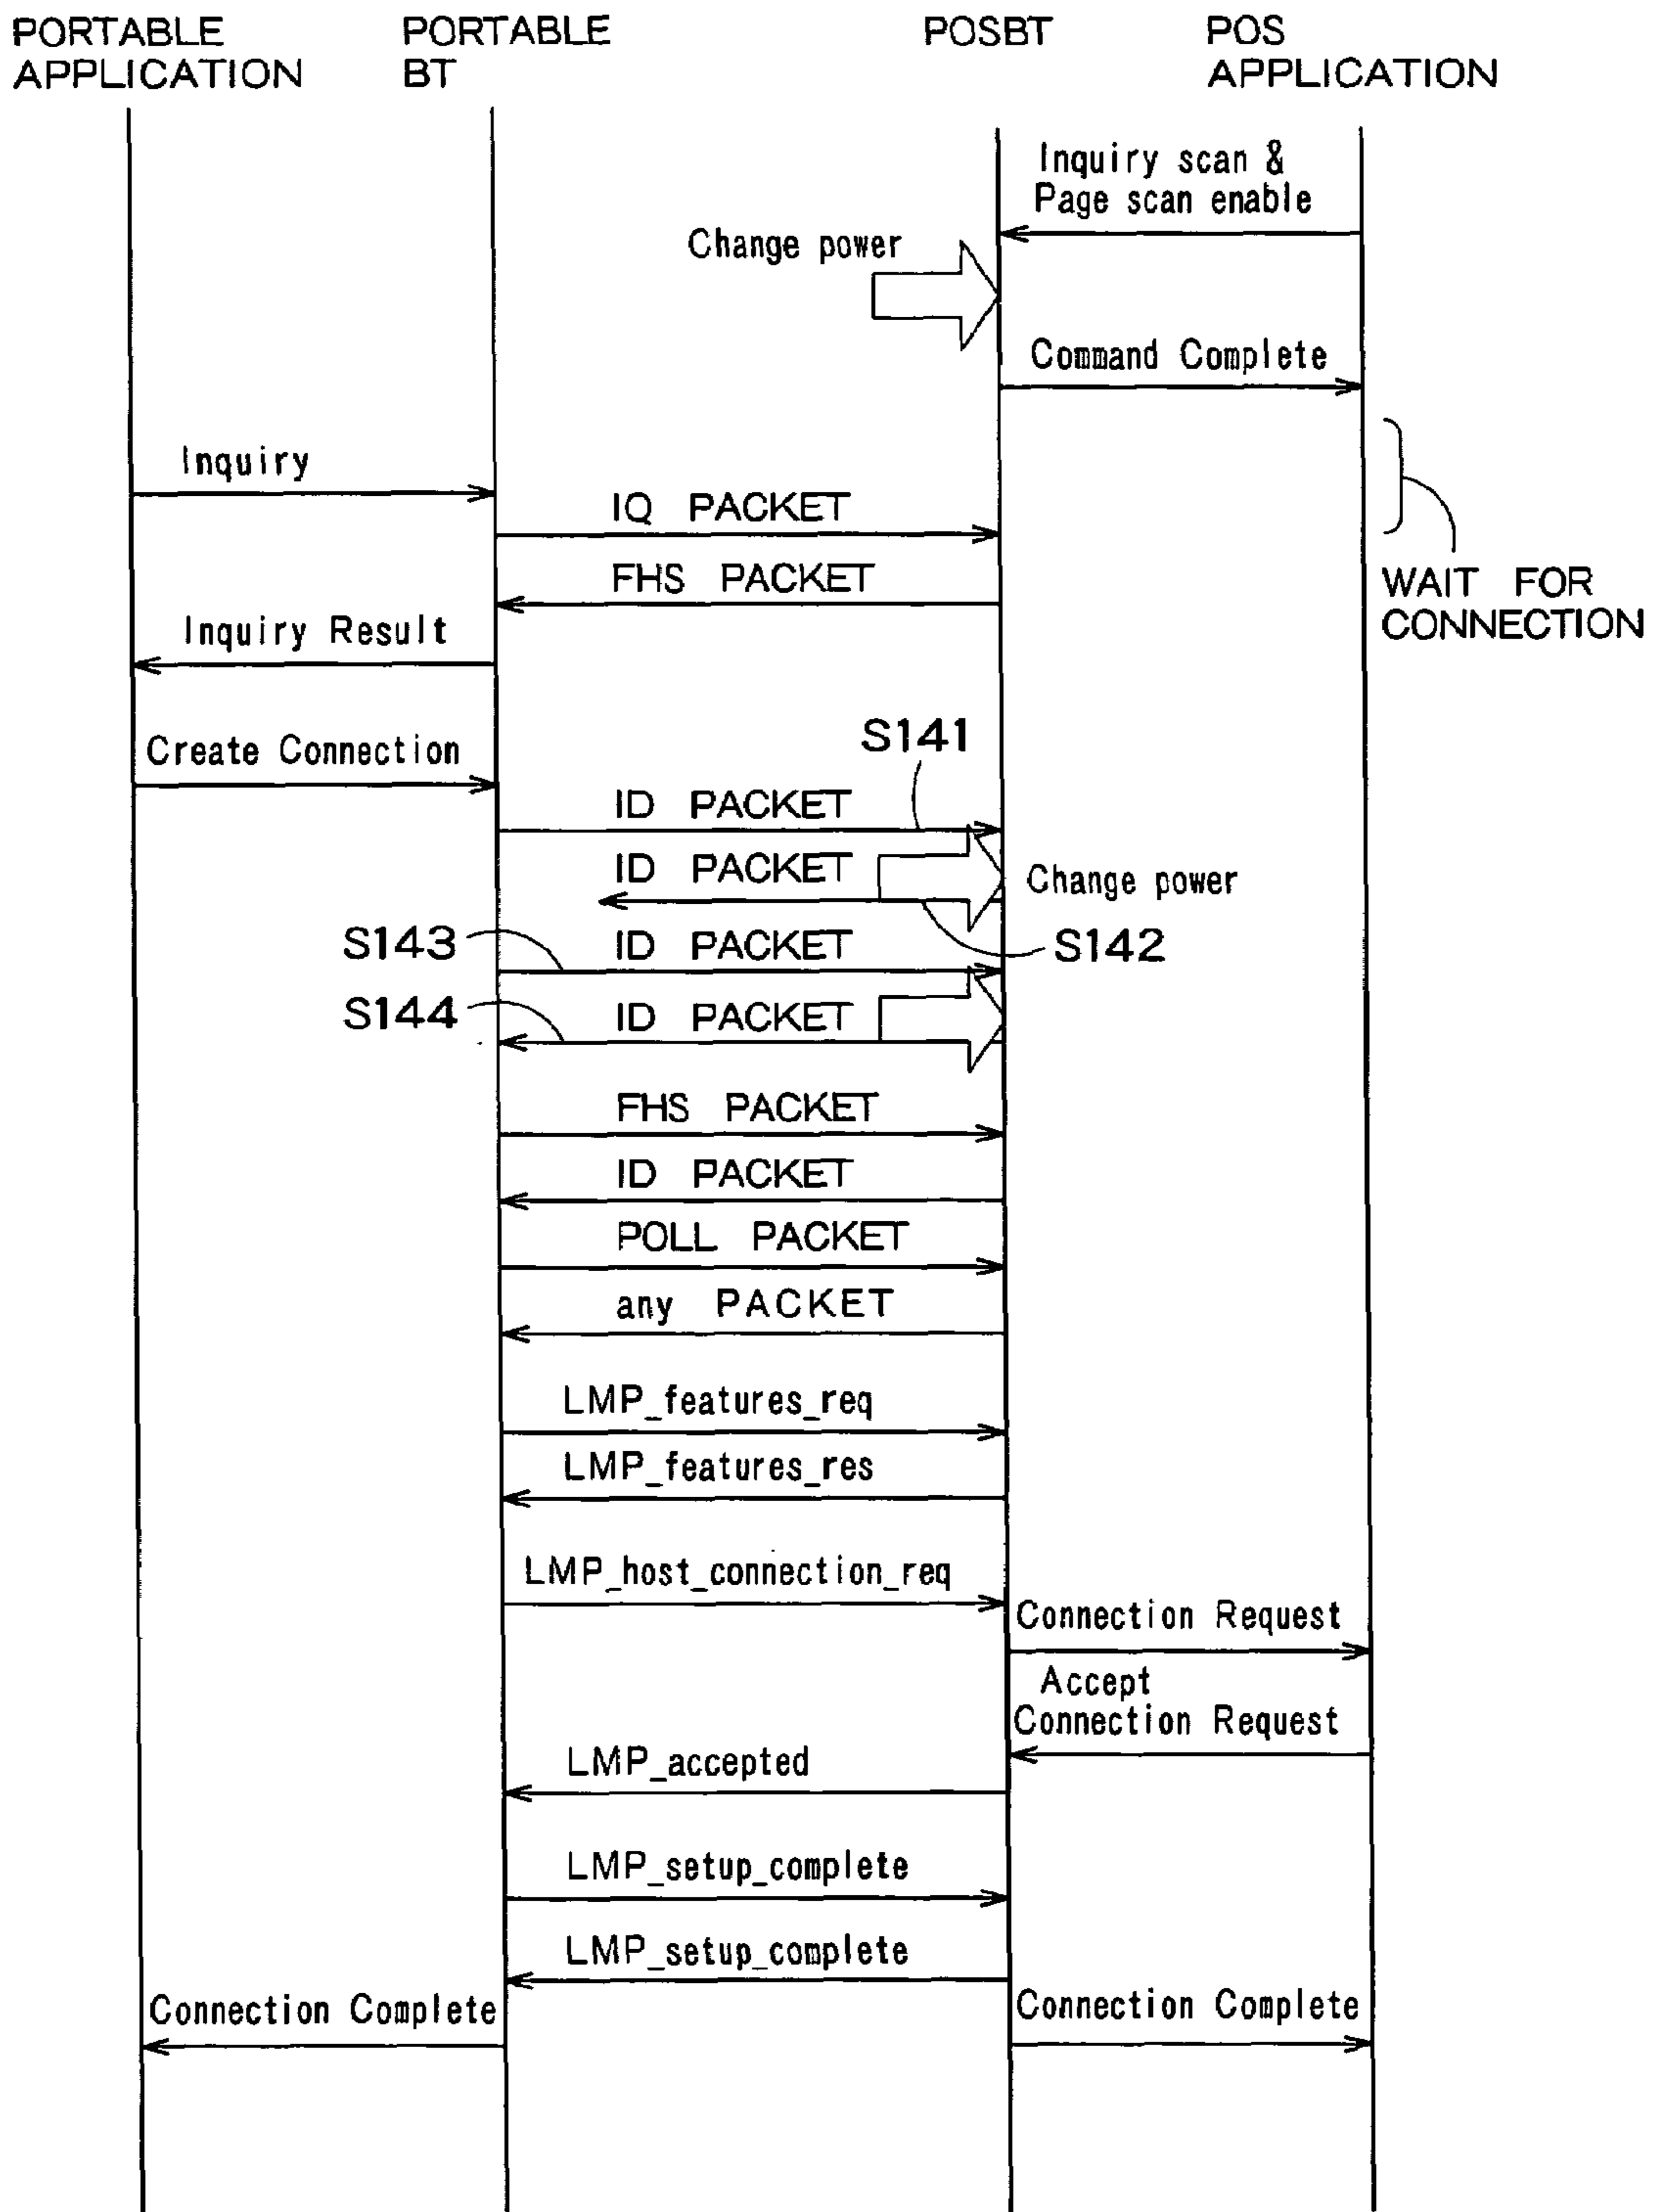 PORTABLE APPLICATION
PORTABLE BT
POSBT
POS APPLICATION
Inquiry scan &
Page scan enable
Change power
Command Complete
Inquiry
IQ PACKET
WAIT FOR
CONNECTION
FHS PACKET
Inquiry Result
S141
Create Connection
ID PACKET
ID PACKET
Change power
S143
ID PACKET
S142
S144
ID PACKET
FHS PACKET
ID PACKET
POLL PACKET
any PACKET
LMP_features_req
LMP_features_res
LMP_host_connection_req
Connection Request
Accept
Connection Request
LMP_accepted
LMP_setup_complete
LMP_setup_complete
Connection Complete
Connection Complete